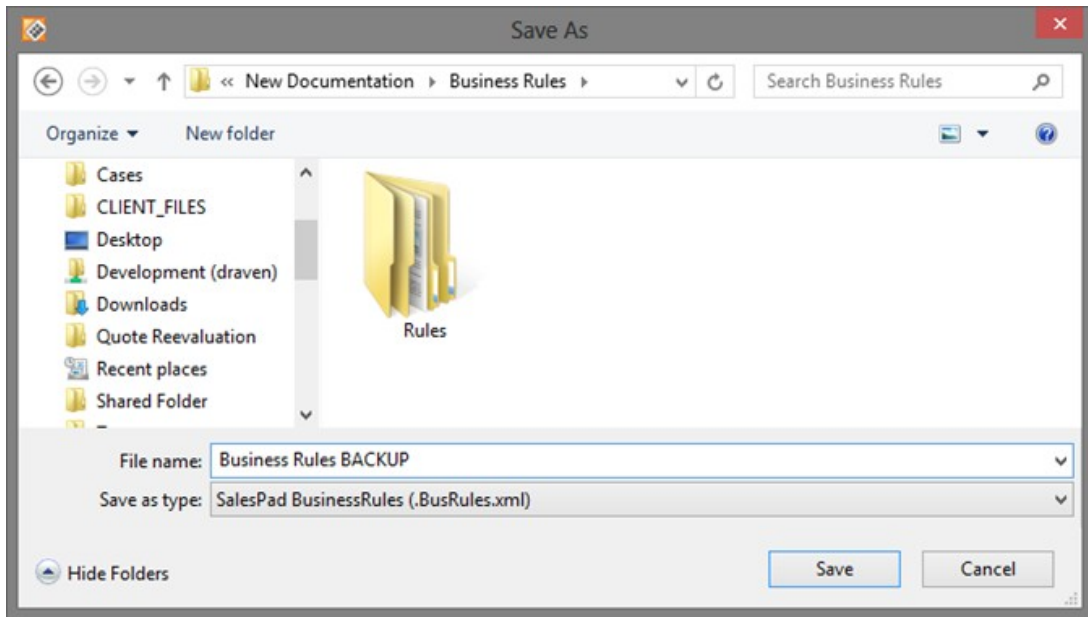 Save As
« New Documentation Business Rules
Search Business Rules
Organize New folder
Cases
CLIENT_FILES
Desktop
Development (draven)
Downloads
Quote Reevaluation
Recent places
Shared Folder
Rules
File name: Business Rules BACKUP
Save as type: SalesPad BusinessRules (.BusRules.xml)
Hide Folders Save Cancel